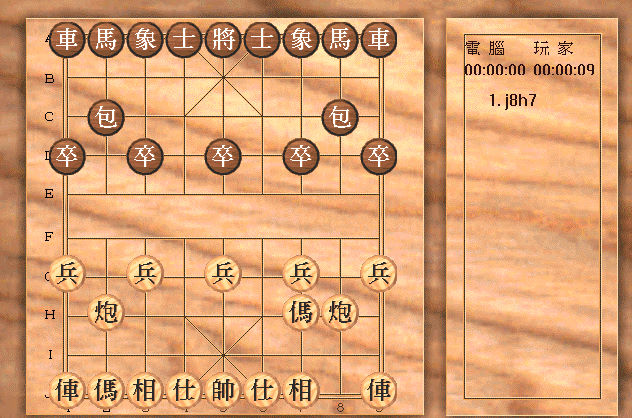 車 馬 象 士 將 士 象 馬 車
B
C 包 包
卒 卒 卒 卒 卒
E
F
兵 兵 兵 兵 兵
H 炮 傌 炮
I
俥 傌 相 仕 帥 仕 相 俥
8
電腦 玩家
00:00:00 00:00:09
1. j8h7